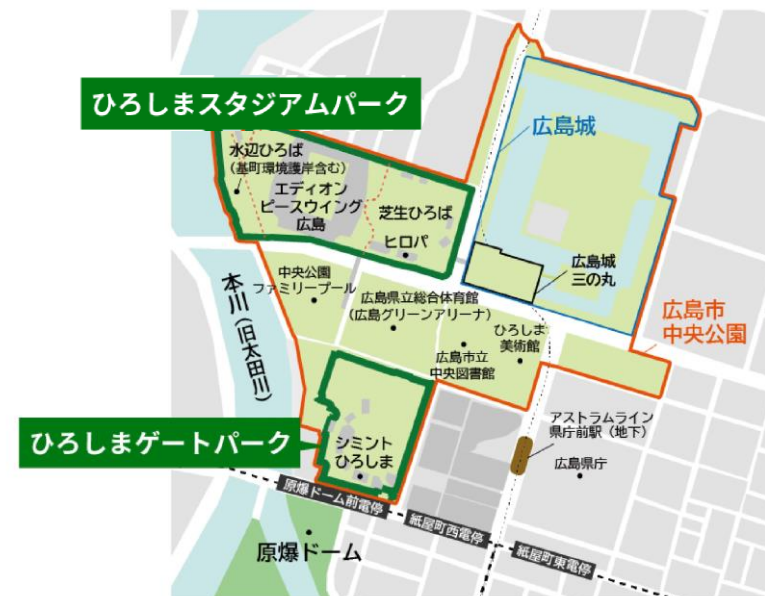 ひろしまスタジアムパーク
広島城
水辺ひろば
(基町環境護岸含む)
エディオン
ピースウイング
広島
芝生ひろば
ヒロパ
広島城
三の丸
本川(旧太田川)
中央公園
ファミリープール
広島県立総合体育館
(広島グリーンアリーナ)
ひろしま
美術館
広島市
中央公園
広島市立
中央図書館
ひろしまゲートパーク
シミント
ひろしま
アストラムライン
県庁前駅(地下)
広島県庁
原爆ドーム前電停
紙屋町西電停
紙屋町東電停
原爆ドーム